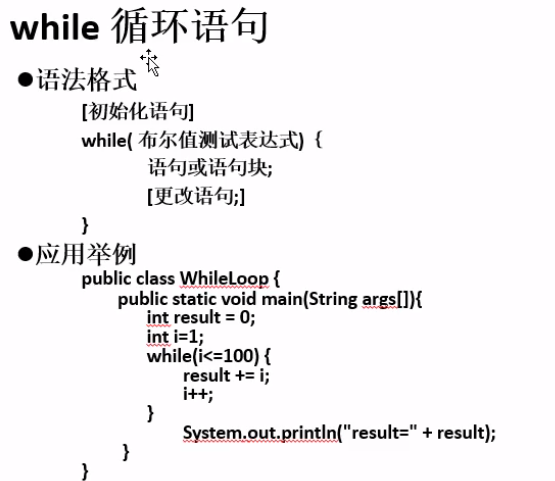 while 循环语句
●语法格式
[初始化语句]
while( 布尔值测试表达式) {
语句或语句块;
[更改语句;]
}
●应用举例
public class WhileLoop {
public static void main(String args[]){
int result = 0;
int i=1;
while(i<=100) {
result += i;
i++;
}
System.out.println("result=" + result);
}
}